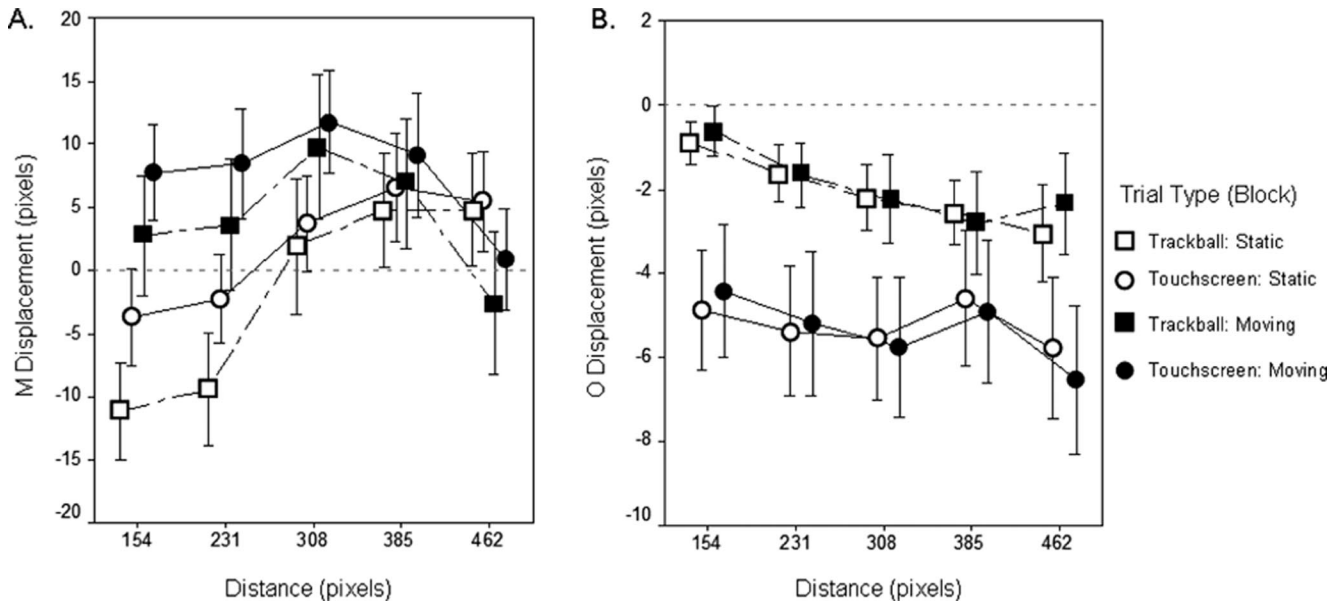 A.
20
15
10
5
0
-5
-10
-15
-20
M Displacement (pixels)
154 231 308 385 462
Distance (pixels)
B.
2
0
-2
-4
-6
-8
-10
O Displacement (pixels)
154 231 308 385 462
Distance (pixels)
Trial Type (Block)
Trackball: Static
Touchscreen: Static
Trackball: Moving
Touchscreen: Moving